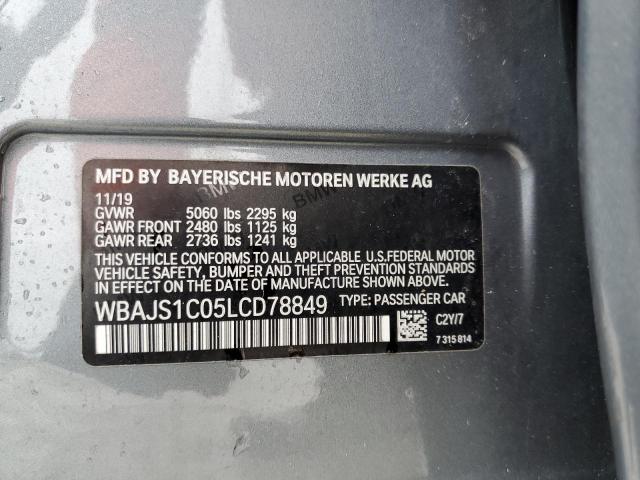 MFD BY BAYERISCHE MOTOREN WERKE AG
11/19
GVWR 5060 lbs 2295 kg
GAWR FRONT 2480 lbs 1125 kg
GAWR REAR 2736 lbs 1241 kg
THIS VEHICLE CONFORMS TO ALL APPLICABLE U.S.FEDERAL MOTOR
VEHICLE SAFETY, BUMPER AND THEFT PREVENTION STANDARDS
IN EFFECT ON THE DATE OF MANUFACTURE SHOWN ABOVE.
WBAJS1C05LCD78849 TYPE: PASSENGER CAR
C2Y/7
7 315 814